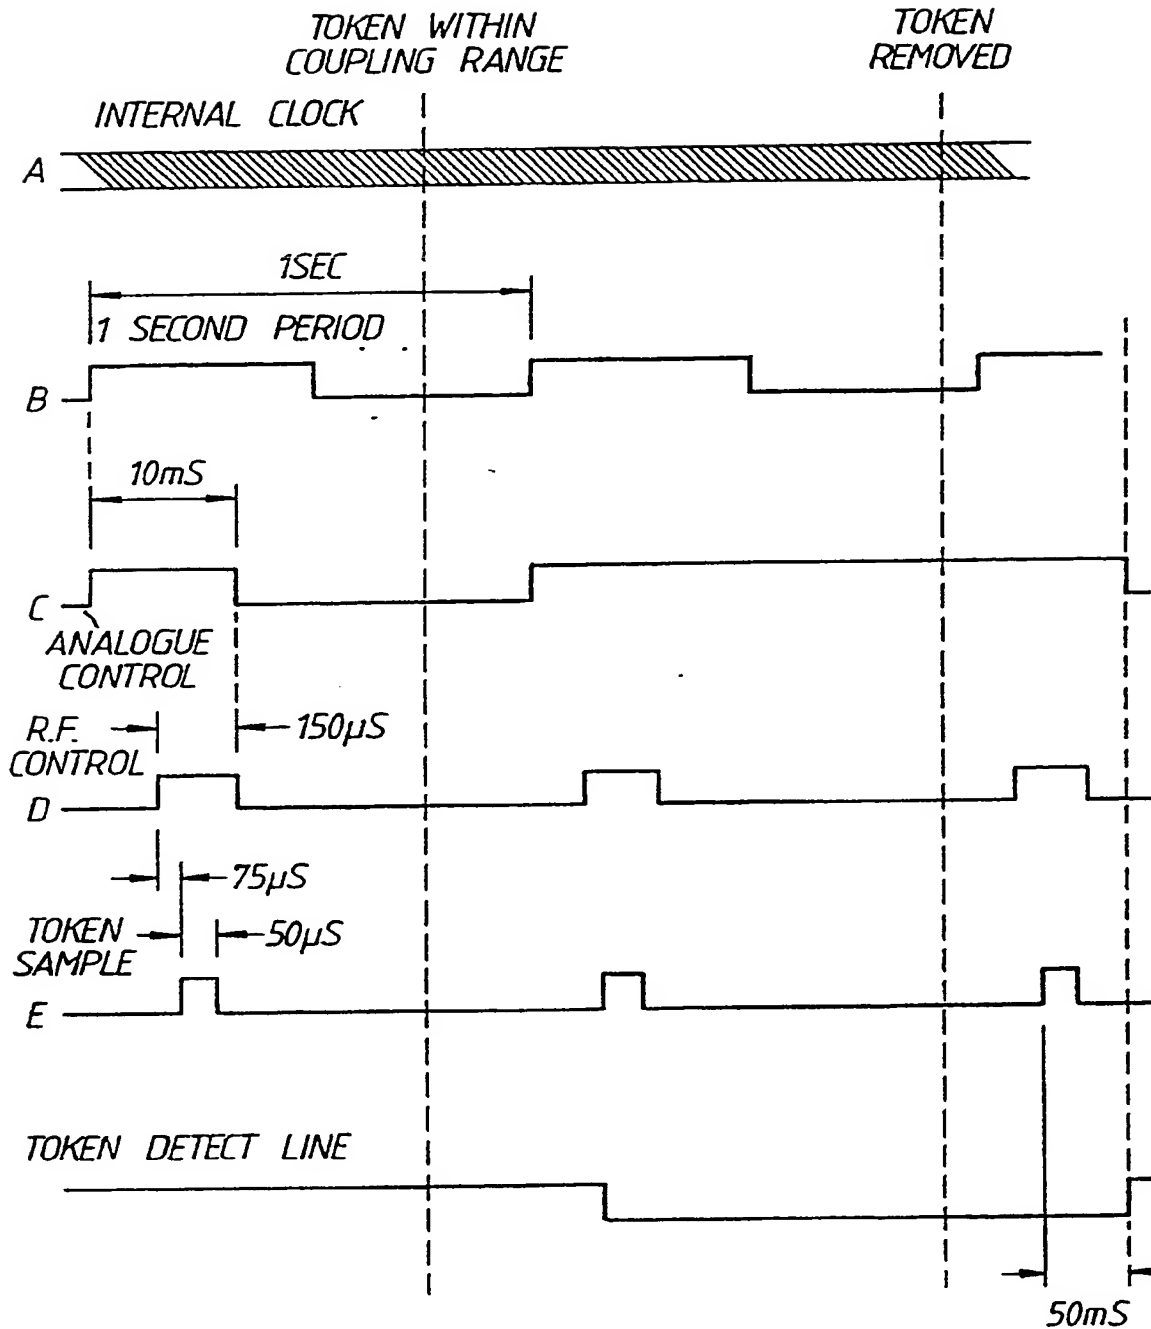 TOKEN WITHIN
COUPLING RANGE
TOKEN
REMOVED
INTERNAL CLOCK
A
1SEC
1 SECOND PERIOD
B
10mS
C
ANALOGUE
CONTROL
R.F.
CONTROL
150µS
D
75µS
TOKEN
SAMPLE
50µS
E
TOKEN DETECT LINE
50mS